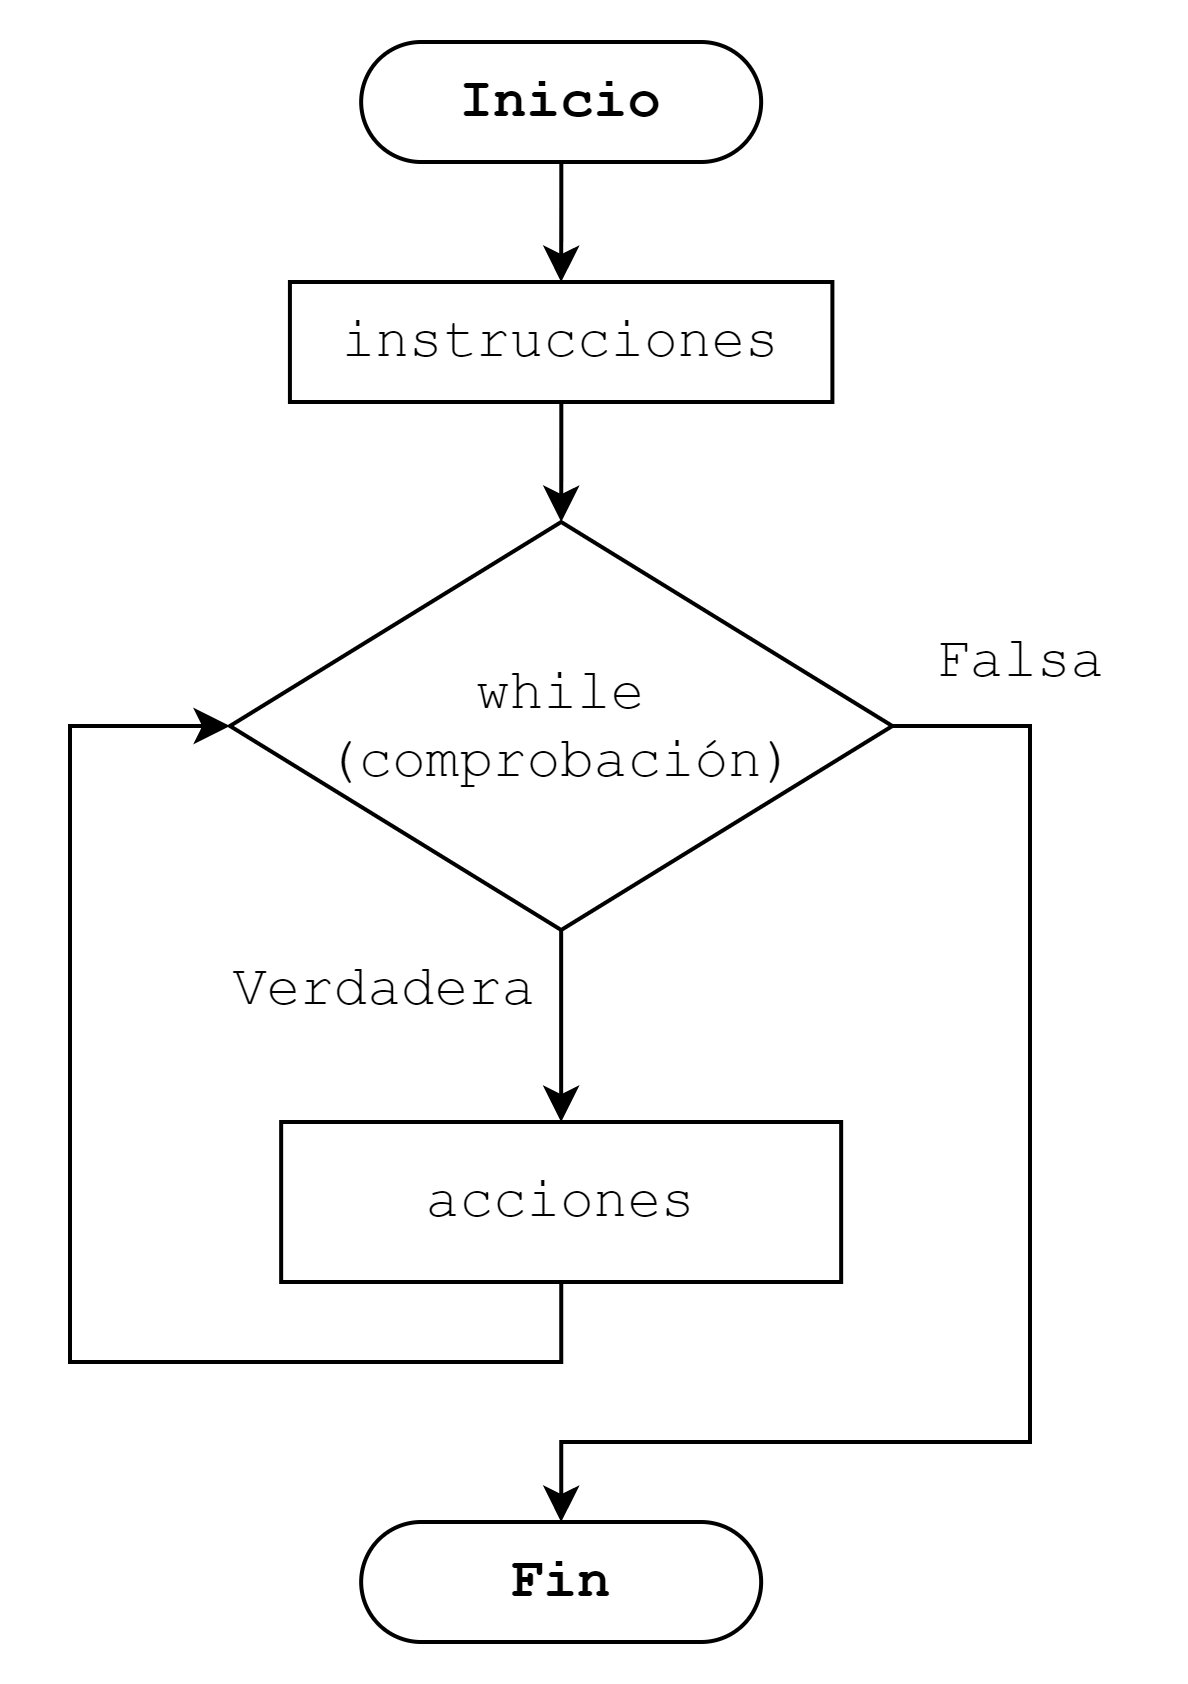 Inicio
instrucciones
while
(comprobación)
Falsa
Verdadera
acciones
Fin